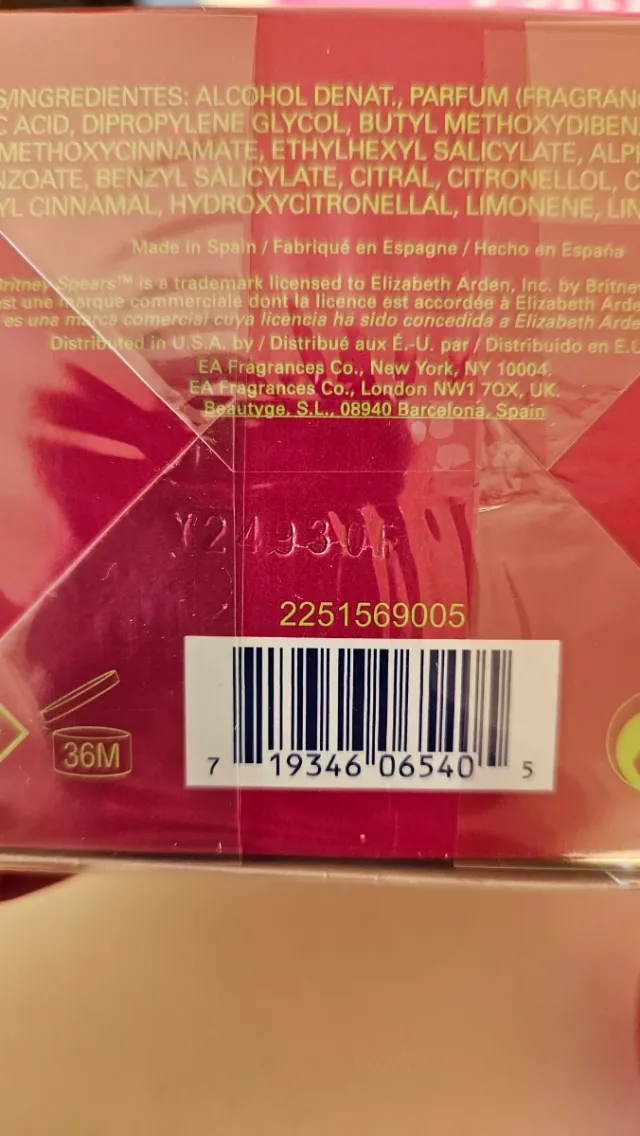 S/INGREDIENTES: ALCOHOL DENAT., PARFUM (FRAGRAN
C ACID, DIPROPYLENE GLYCOL, BUTYL METHOXYDIBEN
METHOXYCINNAMATE, ETHYLHEXYL SALICYLATE, ALP
NZOATE, BENZYL SALICYLATE, CITRAL, CITRONELLOL, C
YL CINNAMAL, HYDROXYCITRONELLAL, LIMONENE, LIN
Made in Spain / Fabriqué en Espagne / Hecho en España
Britney Spears™ is a trademark licensed to Elizabeth Arden, Inc. by Britney
est une marque commerciale dont la licence est accordée à Elizabeth Arde
es una marca comercial cuya licencia ha sido concedida a Elizabeth Arde
Distributed in U.S.A. by / Distribué aux É.-U. par / Distribuido en E.U
EA Fragrances Co., New York, NY 10004.
EA Fragrances Co., London NW1 7QX, UK.
Beautyge, S.L., 08940 Barcelona, Spain
2251569005
36M
7 19346 06540 5